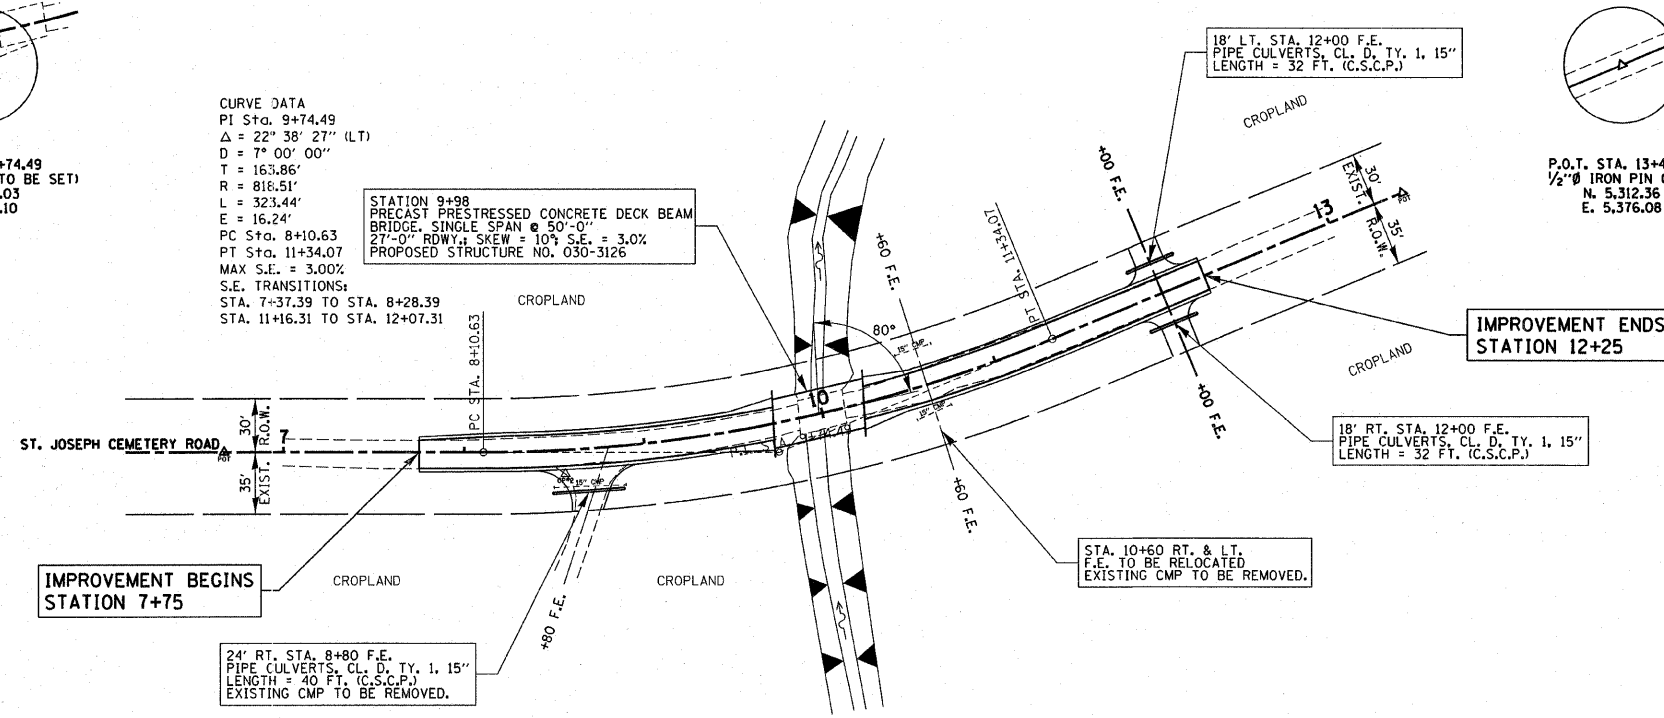 +74.49
TO BE SET)
.03
.10
CURVE DATA
PI Sta. 9+74.49
Δ = 22° 38' 27" (LT)
D = 7° 00' 00"
T = 163.86'
R = 818.51'
L = 323.44'
E = 16.24'
PC Sta. 8+10.63
PT Sta. 11+34.07
MAX S.E. = 3.00%
S.E. TRANSITIONS:
STA. 7+37.39 TO STA. 8+28.39
STA. 11+16.31 TO STA. 12+07.31
STATION 9+98
PRECAST PRESTRESSED CONCRETE DECK BEAM
BRIDGE. SINGLE SPAN @ 50'-0"
27'-0" RDWY.; SKEW = 10°; S.E. = 3.0%
PROPOSED STRUCTURE NO. 030-3126
18' LT. STA. 12+00 F.E.
PIPE CULVERTS, CL. D, TY. 1, 15"
LENGTH = 32 FT. (C.S.C.P.)
CROPLAND
P.O.T. STA. 13+4
1/2"Ø IRON PIN
N. 5,312.36
E. 5,376.08
+00 F.E.
30'
EXIST.
R.O.W.
35'
13
POT
+60 F.E.
PT STA. 11+34.07
CROPLAND
PC STA. 8+10.63
80°
15" CMP
15" CMP
10
9+74.49
IMPROVEMENT ENDS
STATION 12+25
CROPLAND
+00 F.E.
ST. JOSEPH CEMETERY ROAD
POT
7
30'
R.O.W.
35'
EXIST.
15" CMP
18' RT. STA. 12+00 F.E.
PIPE CULVERTS, CL. D, TY. 1, 15"
LENGTH = 32 FT. (C.S.C.P.)
+60 F.E.
STA. 10+60 RT. & LT.
F.E. TO BE RELOCATED
EXISTING CMP TO BE REMOVED.
IMPROVEMENT BEGINS
STATION 7+75
CROPLAND
CROPLAND
+80 F.E.
24' RT. STA. 8+80 F.E.
PIPE CULVERTS, CL. D, TY. 1, 15"
LENGTH = 40 FT. (C.S.C.P.)
EXISTING CMP TO BE REMOVED.